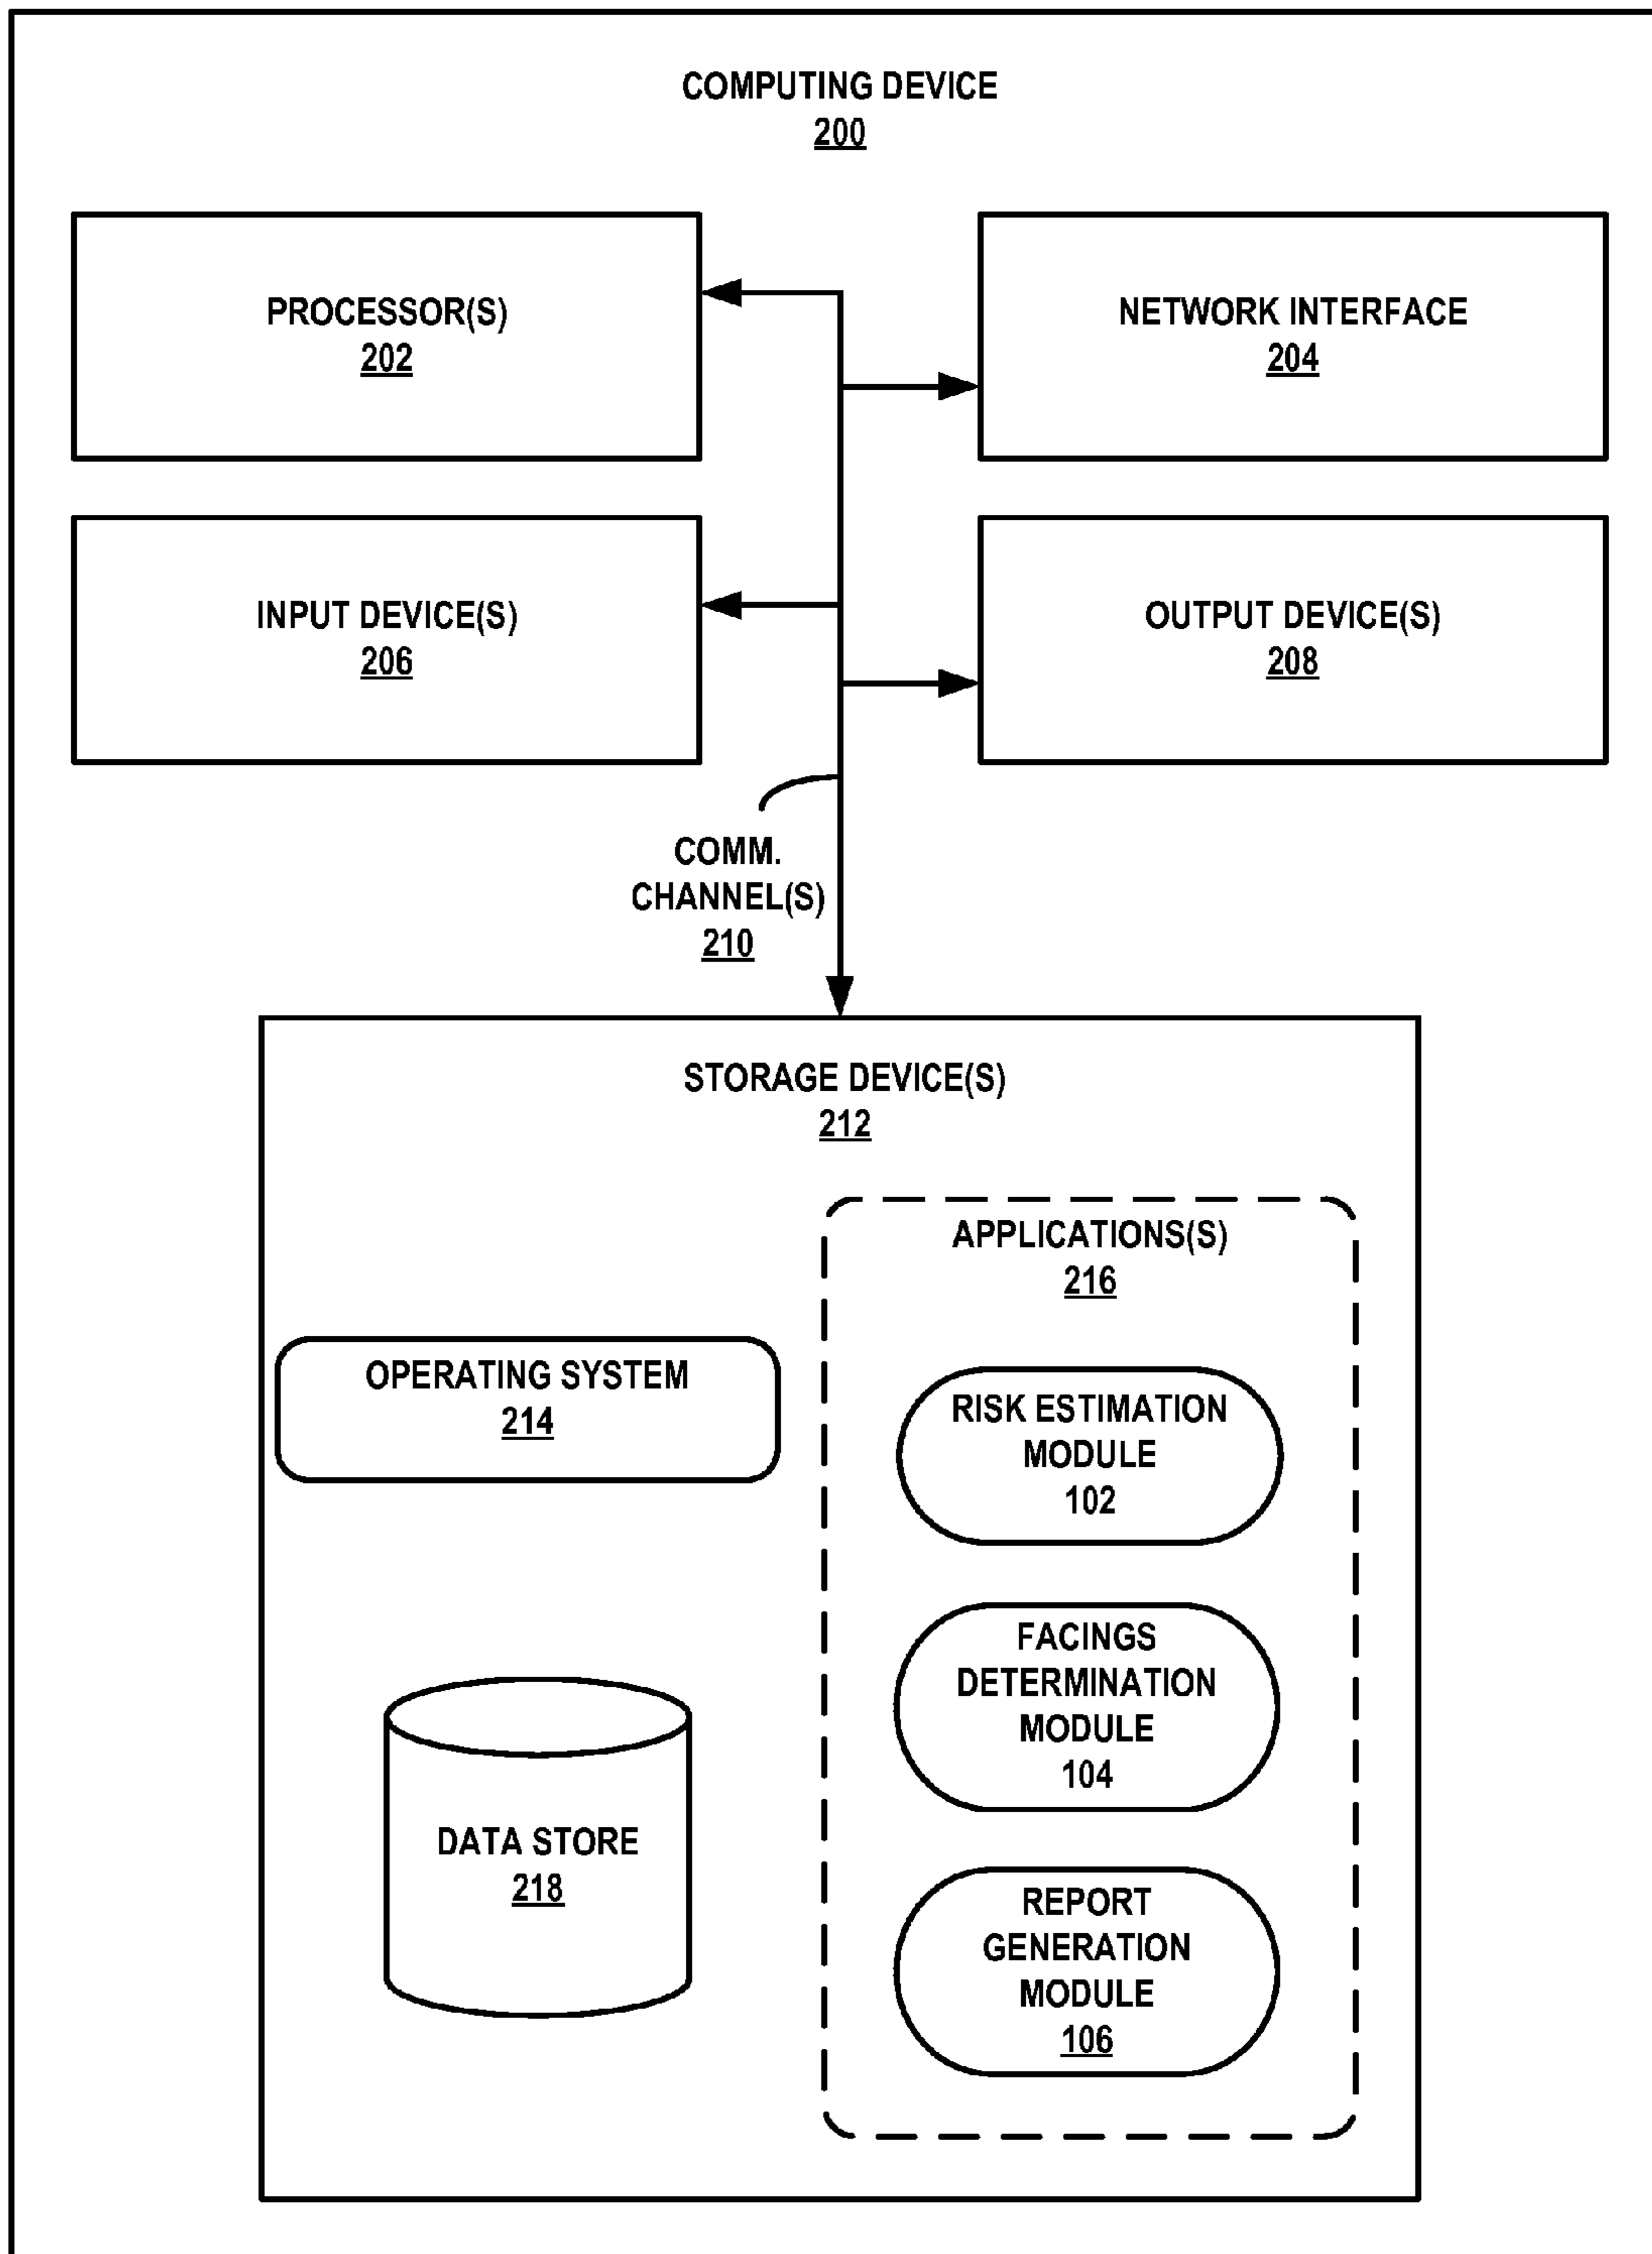 COMPUTING DEVICE
200
PROCESSOR(S)
202
NETWORK INTERFACE
204
INPUT DEVICE(S)
206
OUTPUT DEVICE(S)
208
COMM.
CHANNEL(S)
210
STORAGE DEVICE(S)
212
OPERATING SYSTEM
214
DATA STORE
218
APPLICATIONS(S)
216
RISK ESTIMATION
MODULE
102
FACINGS
DETERMINATION
MODULE
104
REPORT
GENERATION
MODULE
106